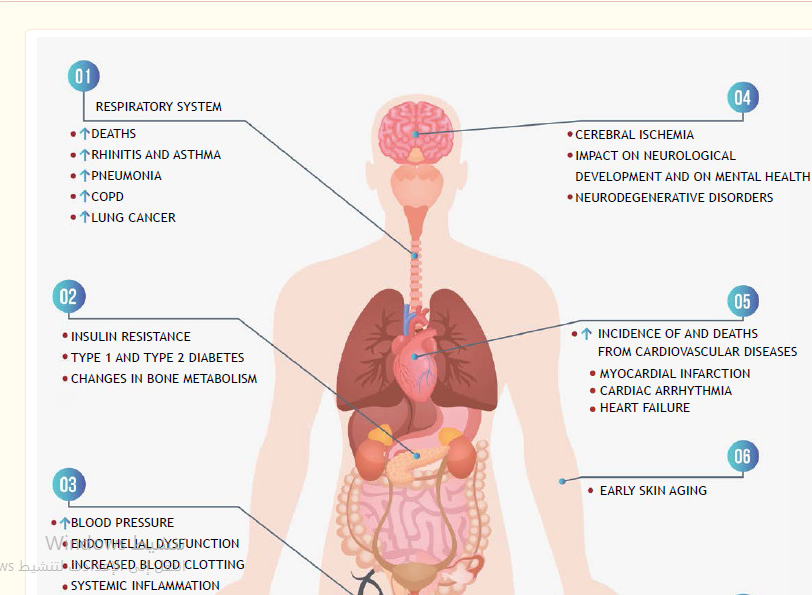 01
RESPIRATORY SYSTEM
↑DEATHS
↑RHINITIS AND ASTHMA
↑PNEUMONIA
↑COPD
↑LUNG CANCER
02
INSULIN RESISTANCE
TYPE 1 AND TYPE 2 DIABETES
CHANGES IN BONE METABOLISM
03
↑BLOOD PRESSURE
ENDOTHELIAL DYSFUNCTION
INCREASED BLOOD CLOTTING
SYSTEMIC INFLAMMATION
04
CEREBRAL ISCHEMIA
IMPACT ON NEUROLOGICAL
DEVELOPMENT AND ON MENTAL HEALTH
NEURODEGENERATIVE DISORDERS
05
↑ INCIDENCE OF AND DEATHS
FROM CARDIOVASCULAR DISEASES
MYOCARDIAL INFARCTION
CARDIAC ARRHYTHMIA
HEART FAILURE
06
EARLY SKIN AGING
تنشيط Windows
لتنشيط